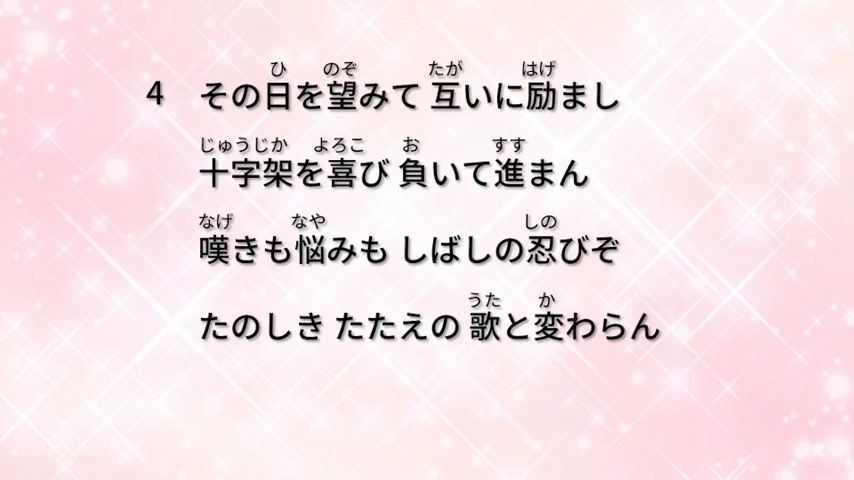 4 その日を望みて 互いに励まし
十字架を喜び 負いて進まん
嘆きも悩みも しばしの忍びぞ
たのしき たたえの 歌と変わらん